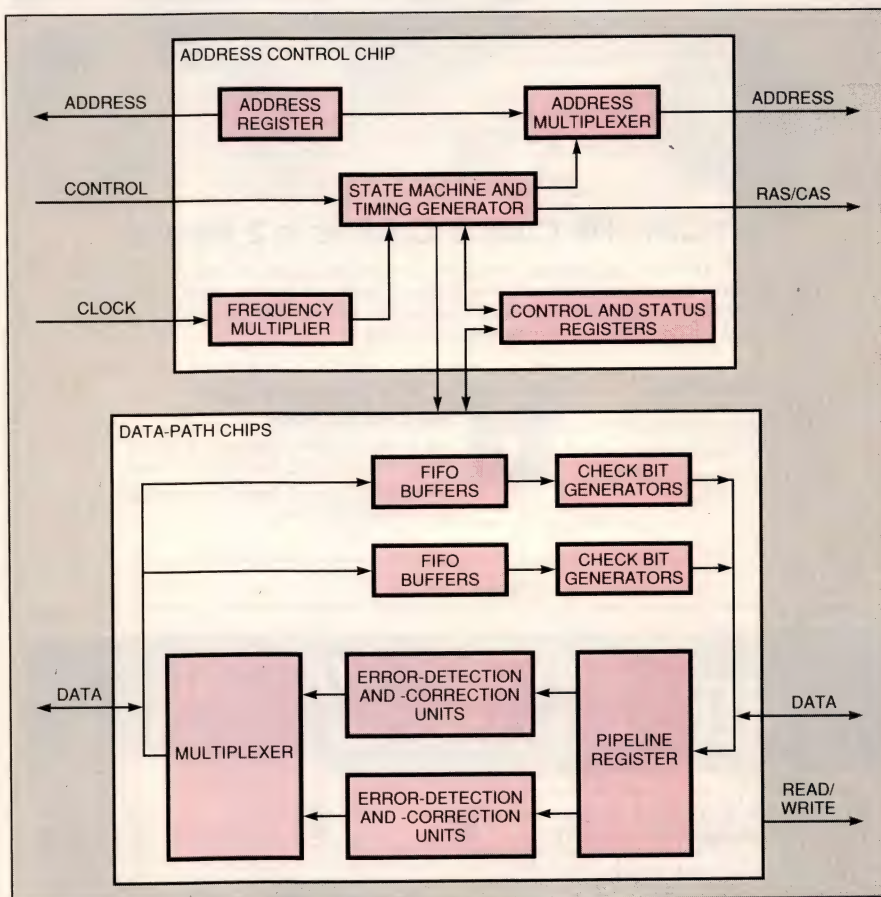 ADDRESS CONTROL CHIP
ADDRESS
ADDRESS
REGISTER
ADDRESS
MULTIPLEXER
ADDRESS
CONTROL
STATE MACHINE AND
TIMING GENERATOR
RAS/CAS
CLOCK
FREQUENCY
MULTIPLIER
CONTROL AND STATUS
REGISTERS
DATA-PATH CHIPS
FIFO
BUFFERS
CHECK BIT
GENERATORS
FIFO
BUFFERS
CHECK BIT
GENERATORS
DATA
MULTIPLEXER
ERROR-DETECTION
AND -CORRECTION
UNITS
ERROR-DETECTION
AND -CORRECTION
UNITS
PIPELINE
REGISTER
DATA
READ/
WRITE